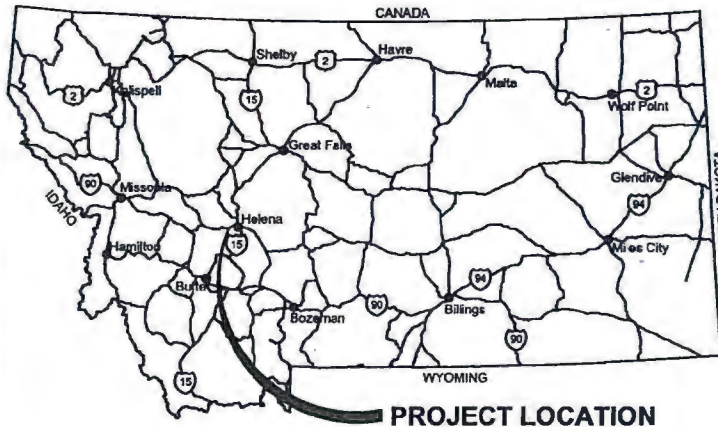 CANADA
Shelby
2
Havre
Malta
2
Kalispell
2
15
Wolf Point
Great Falls
Glendive
90
Missoula
94
IDAHO
Helena
15
Hamilton
Miles City
Butte
94
Bozeman
90
Billings
90
15
WYOMING
PROJECT LOCATION